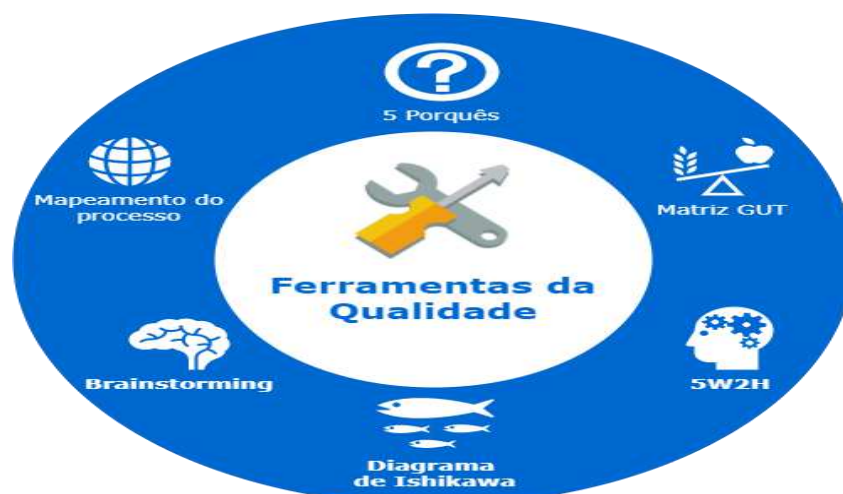 5 Porquês
Mapeamento do
processo
Matriz GUT
Ferramentas da
Qualidade
Brainstorming
5W2H
Diagrama
de Ishikawa